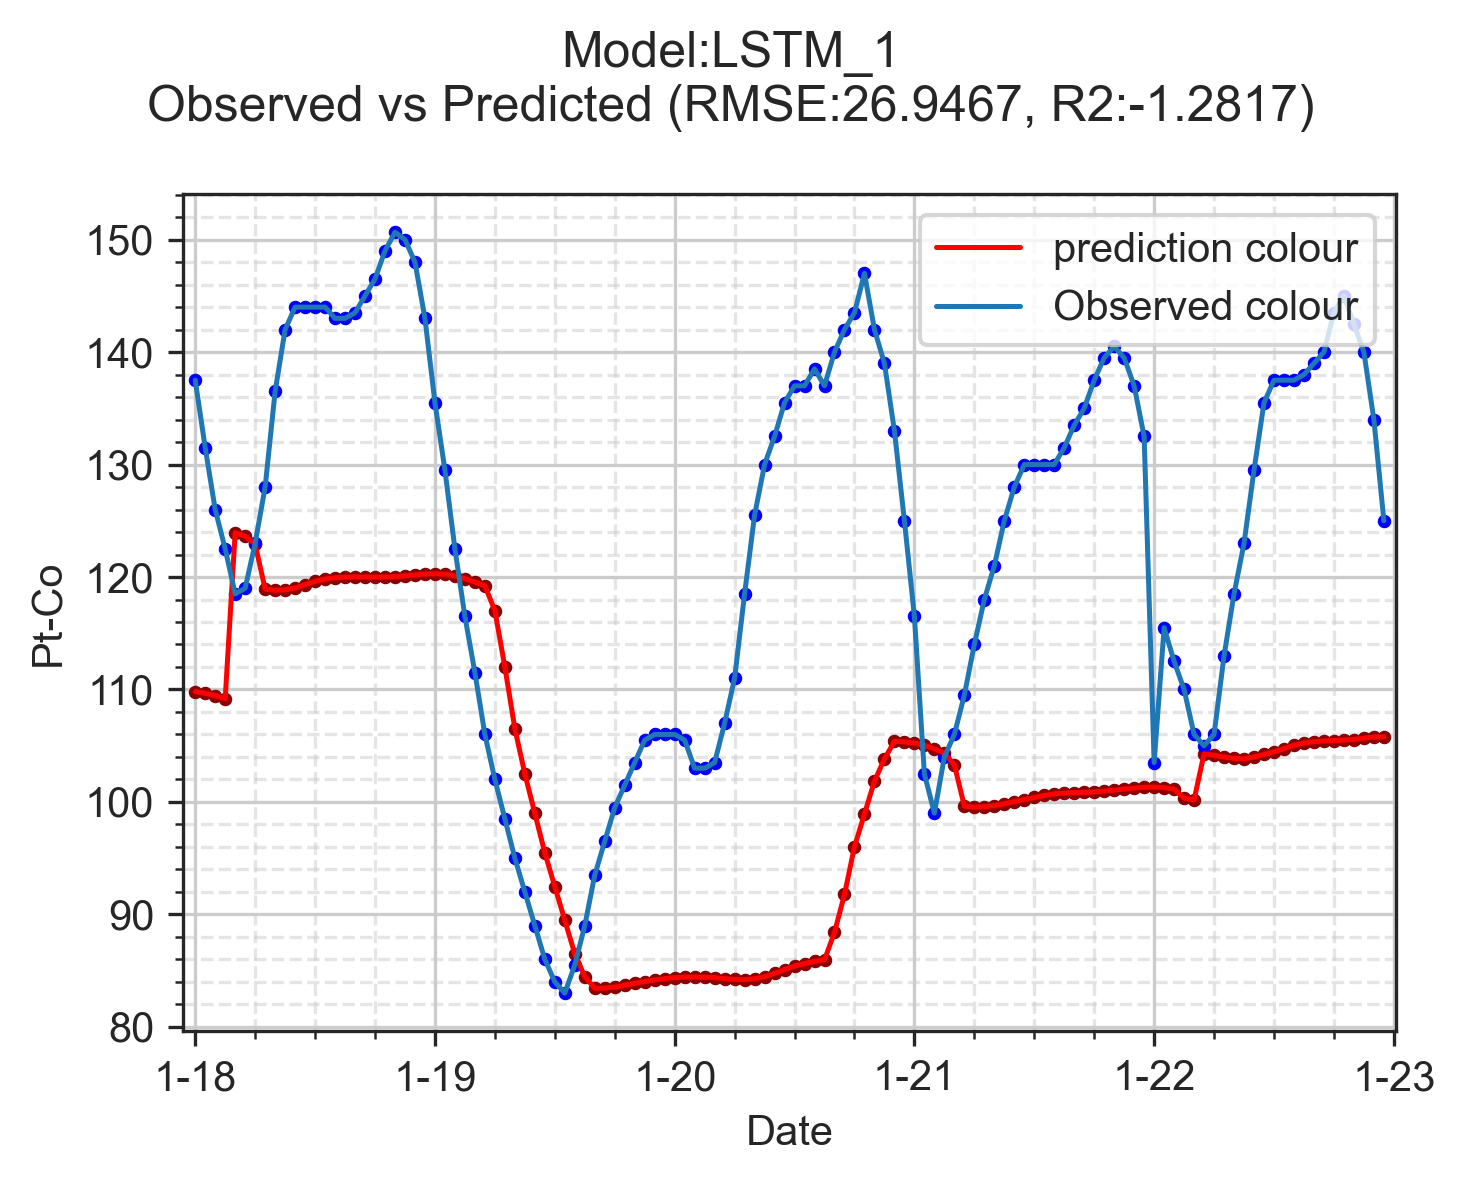 Model:LSTM_1
Observed vs Predicted (RMSE:26.9467, R2:-1.2817)
prediction colour
Observed colour
Pt-Co
150
140
130
120
110
100
90
80
1-18
1-19
1-20
1-21
1-22
1-23
Date